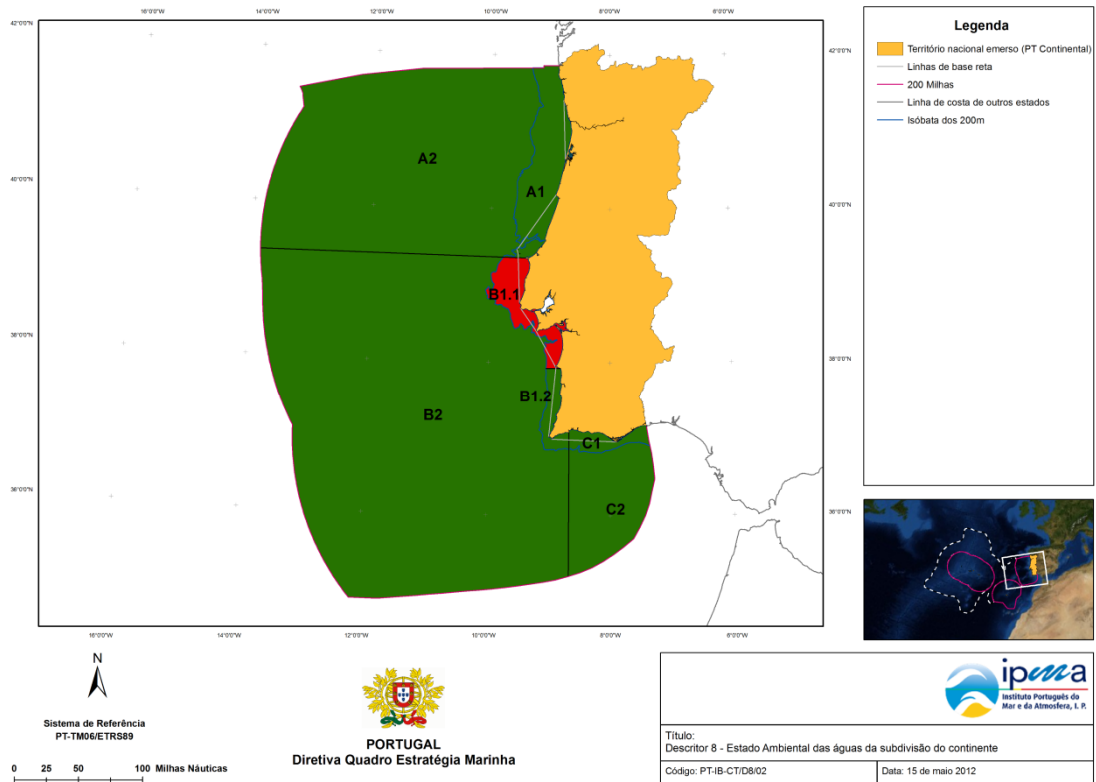 16°0'0"W
14°0'0"W
12°0'0"W
10°0'0"W
8°0'0"W
42°0'0"N
42°0'0"N
40°0'0"N
40°0'0"N
38°0'0"N
38°0'0"N
36°0'0"N
36°0'0"N
16°0'0"W
14°0'0"W
12°0'0"W
10°0'0"W
8°0'0"W
6°0'0"W
A2
A1
B1.1
B1.2
B2
C1
C2
Legenda
Território nacional emerso (PT Continental)
Linhas de base reta
200 Milhas
Linha de costa de outros estados
Isóbata dos 200m
N
Sistema de Referência
PT-TM06/ETRS89
0 25 50 100 Milhas Náuticas
PORTUGAL
Diretiva Quadro Estratégia Marinha
ipma
Instituto Português do
Mar e da Atmosfera, I. P.
Título:
Descritor 8 - Estado Ambiental das águas da subdivisão do continente
Código: PT-IB-CT/D8/02
Data: 15 de maio 2012